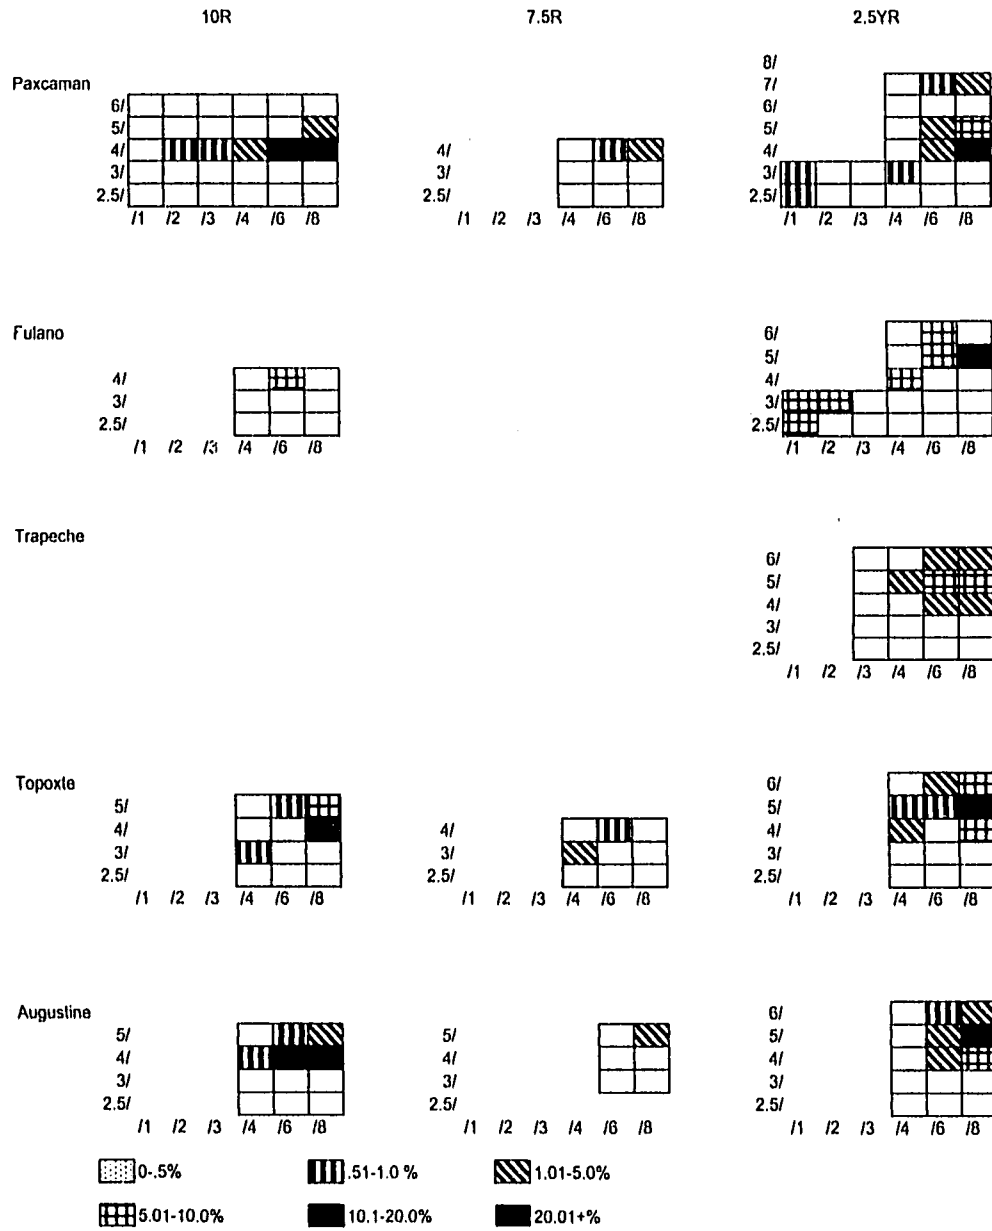 10R 7.5R 2.5YR
Paxcaman
6/
5/
4/
3/
2.5/
/1 /2 /3 /4 /6 /8
4/
3/
2.5/
/1 /2 /3 /4 /6 /8
8/
7/
6/
5/
4/
3/
2.5/
/1 /2 /3 /4 /6 /8
Fulano
4/
3/
2.5/
/1 /2 /3 /4 /6 /8
6/
5/
4/
3/
2.5/
/1 /2 /3 /4 /6 /8
Trapeche
6/
5/
4/
3/
2.5/
/1 /2 /3 /4 /6 /8
Topoxte
5/
4/
3/
2.5/
/1 /2 /3 /4 /6 /8
4/
3/
2.5/
/1 /2 /3 /4 /6 /8
6/
5/
4/
3/
2.5/
/1 /2 /3 /4 /6 /8
Augustine
5/
4/
3/
2.5/
/1 /2 /3 /4 /6 /8
5/
4/
3/
2.5/
/1 /2 /3 /4 /6 /8
6/
5/
4/
3/
2.5/
/1 /2 /3 /4 /6 /8
0-.5% .51-1.0 % 1.01-5.0%
5.01-10.0% 10.1-20.0% 20.01+%